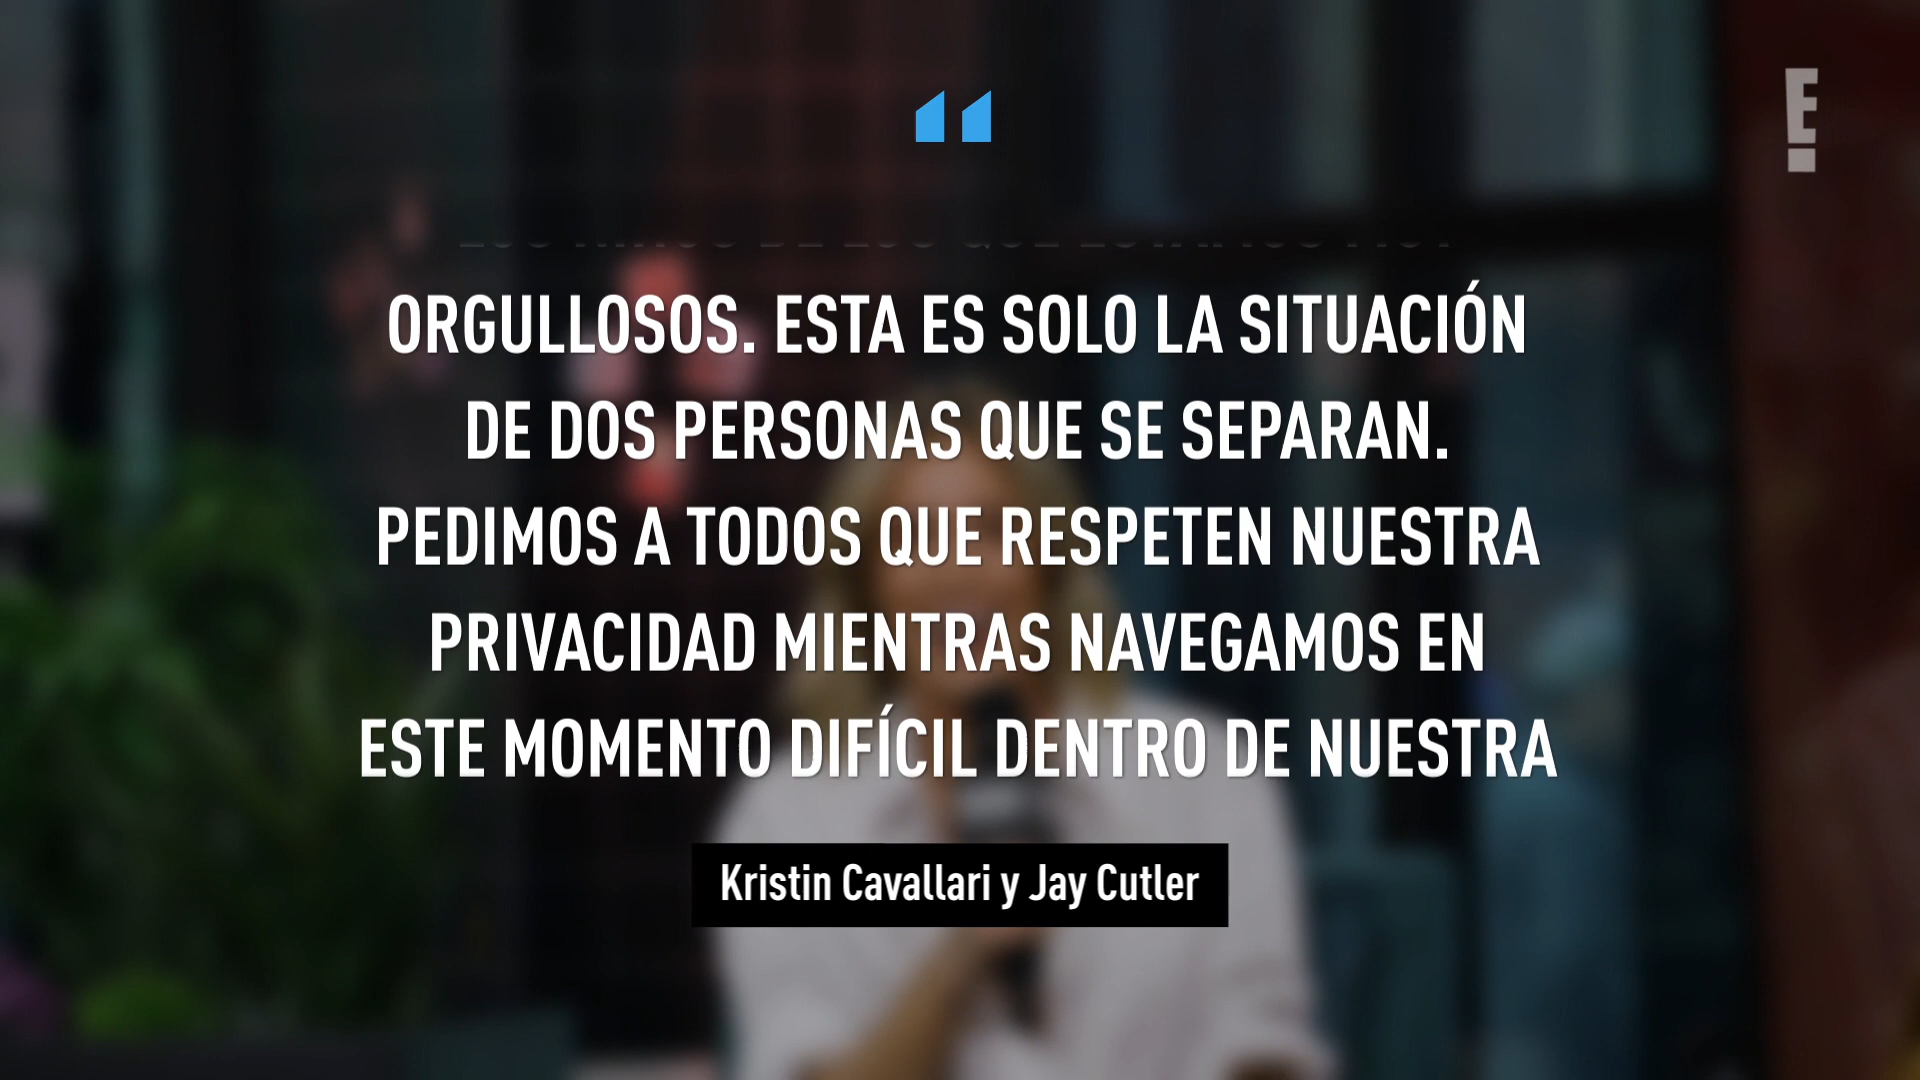 E!
ORGULLOSOS. ESTA ES SOLO LA SITUACIÓN
DE DOS PERSONAS QUE SE SEPARAN.
PEDIMOS A TODOS QUE RESPETEN NUESTRA
PRIVACIDAD MIENTRAS NAVEGAMOS EN
ESTE MOMENTO DIFÍCIL DENTRO DE NUESTRA
Kristin Cavallari y Jay Cutler